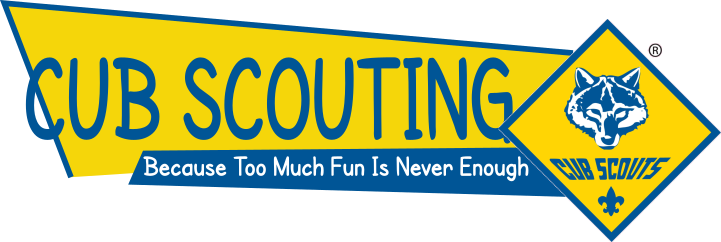 CUB SCOUTING
Because Too Much Fun Is Never Enough
®
CUB SCOUTS